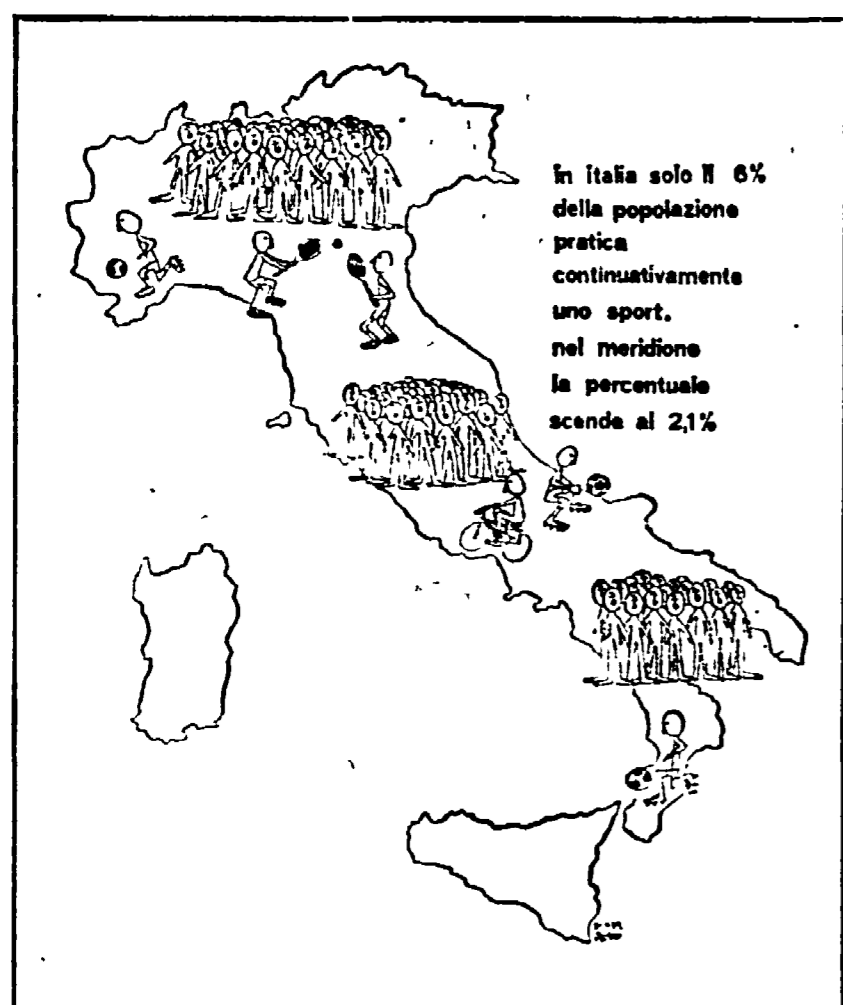 in italia solo il 6%
della popolazione
pratica
continuativamente
uno sport.
nel meridione
la percentuale
scende al 2,1%